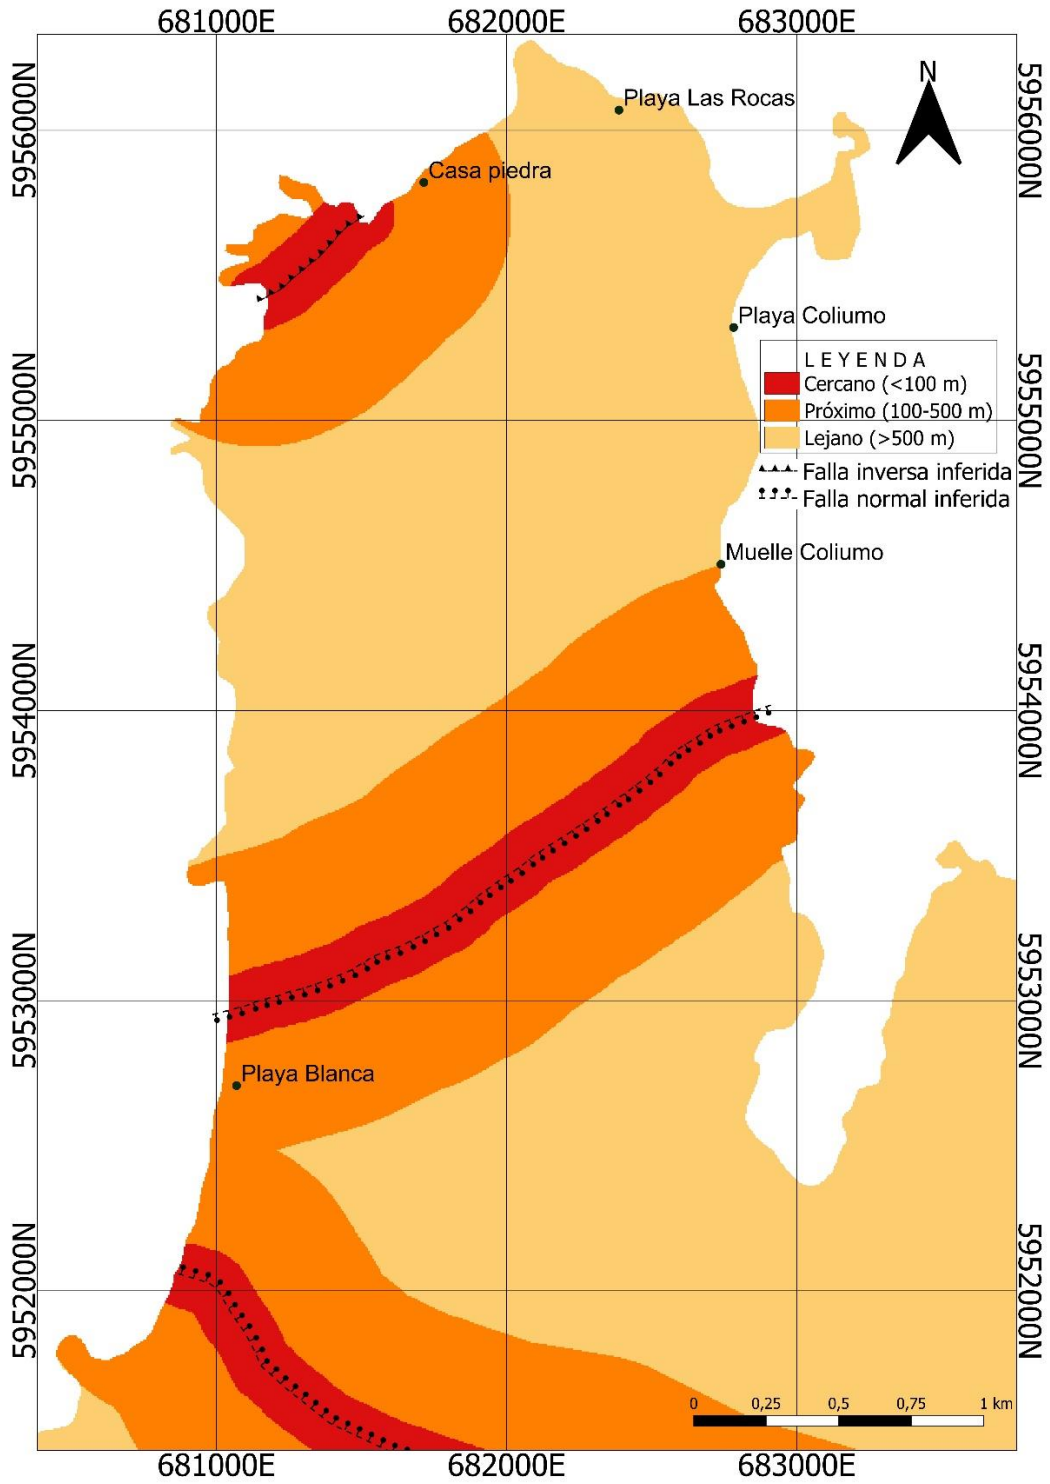 681000E 682000E 683000E
N
Playa Las Rocas
5956000N 5956000N
Casa piedra
Playa Coliumo
L E Y E N D A
Cercano (<100 m)
Próximo (100-500 m)
Lejano (>500 m)
Falla inversa inferida
Falla normal inferida
5955000N 5955000N
Muelle Coliumo
5954000N 5954000N
5953000N 5953000N
Playa Blanca
5952000N 5952000N
0 0,25 0,5 0,75 1 km
681000E 682000E 683000E